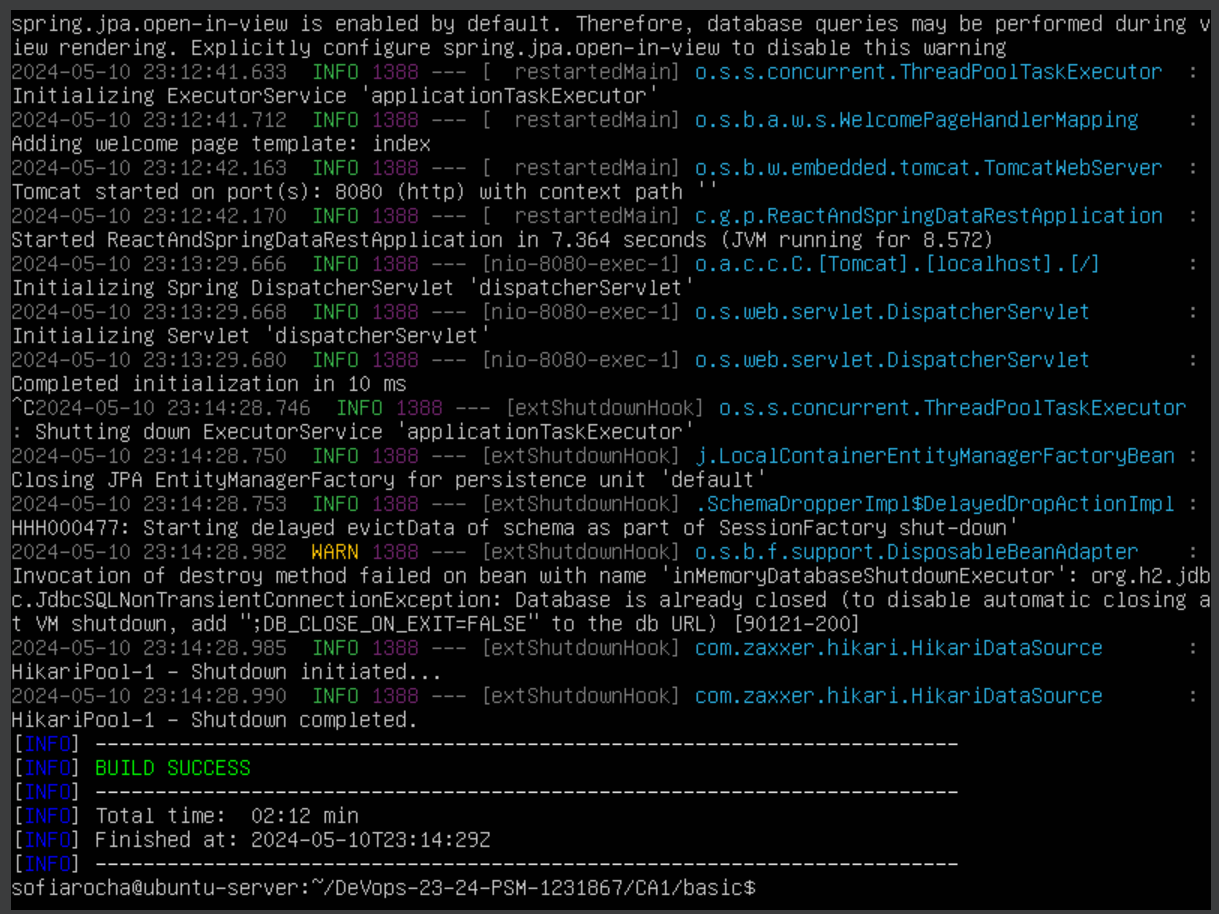 spring.jpa.open-in-view is enabled by default. Therefore, database queries may be performed during v
iew rendering. Explicitly configure spring.jpa.open-in-view to disable this warning
2024-05-10 23:12:41.633  INFO 1388 --- [  restartedMain] o.s.s.concurrent.ThreadPoolTaskExecutor  :
Initializing ExecutorService 'applicationTaskExecutor'
2024-05-10 23:12:41.712  INFO 1388 --- [  restartedMain] o.s.b.a.w.s.WelcomePageHandlerMapping    :
Adding welcome page template: index
2024-05-10 23:12:42.163  INFO 1388 --- [  restartedMain] o.s.b.w.embedded.tomcat.TomcatWebServer  :
Tomcat started on port(s): 8080 (http) with context path ''
2024-05-10 23:12:42.170  INFO 1388 --- [  restartedMain] c.g.p.ReactAndSpringDataRestApplication  :
Started ReactAndSpringDataRestApplication in 7.364 seconds (JVM running for 8.572)
2024-05-10 23:13:29.666  INFO 1388 --- [nio-8080-exec-1] o.a.c.c.C.[Tomcat].[localhost].[/]       :
Initializing Spring DispatcherServlet 'dispatcherServlet'
2024-05-10 23:13:29.668  INFO 1388 --- [nio-8080-exec-1] o.s.web.servlet.DispatcherServlet        :
Initializing Servlet 'dispatcherServlet'
2024-05-10 23:13:29.680  INFO 1388 --- [nio-8080-exec-1] o.s.web.servlet.DispatcherServlet        :
Completed initialization in 10 ms
^C2024-05-10 23:14:28.746  INFO 1388 --- [extShutdownHook] o.s.s.concurrent.ThreadPoolTaskExecutor
: Shutting down ExecutorService 'applicationTaskExecutor'
2024-05-10 23:14:28.750  INFO 1388 --- [extShutdownHook] j.LocalContainerEntityManagerFactoryBean :
Closing JPA EntityManagerFactory for persistence unit 'default'
2024-05-10 23:14:28.753  INFO 1388 --- [extShutdownHook] .SchemaDropperImpl$DelayedDropActionImpl :
HHH000477: Starting delayed evictData of schema as part of SessionFactory shut-down'
2024-05-10 23:14:28.982  WARN 1388 --- [extShutdownHook] o.s.b.f.support.DisposableBeanAdapter    :
Invocation of destroy method failed on bean with name 'inMemoryDatabaseShutdownExecutor': org.h2.jdb
c.JdbcSQLNonTransientConnectionException: Database is already closed (to disable automatic closing a
t VM shutdown, add ";DB_CLOSE_ON_EXIT=FALSE" to the db URL) [90121-200]
2024-05-10 23:14:28.985  INFO 1388 --- [extShutdownHook] com.zaxxer.hikari.HikariDataSource       :
HikariPool-1 - Shutdown initiated...
2024-05-10 23:14:28.990  INFO 1388 --- [extShutdownHook] com.zaxxer.hikari.HikariDataSource       :
HikariPool-1 - Shutdown completed.
[INFO] ------------------------------------------------------------------------
[INFO] BUILD SUCCESS
[INFO] ------------------------------------------------------------------------
[INFO] Total time:  02:12 min
[INFO] Finished at: 2024-05-10T23:14:29Z
[INFO] ------------------------------------------------------------------------
sofiarocha@ubuntu-server:~/DeVops-23-24-PSM-1231867/CA1/basic$